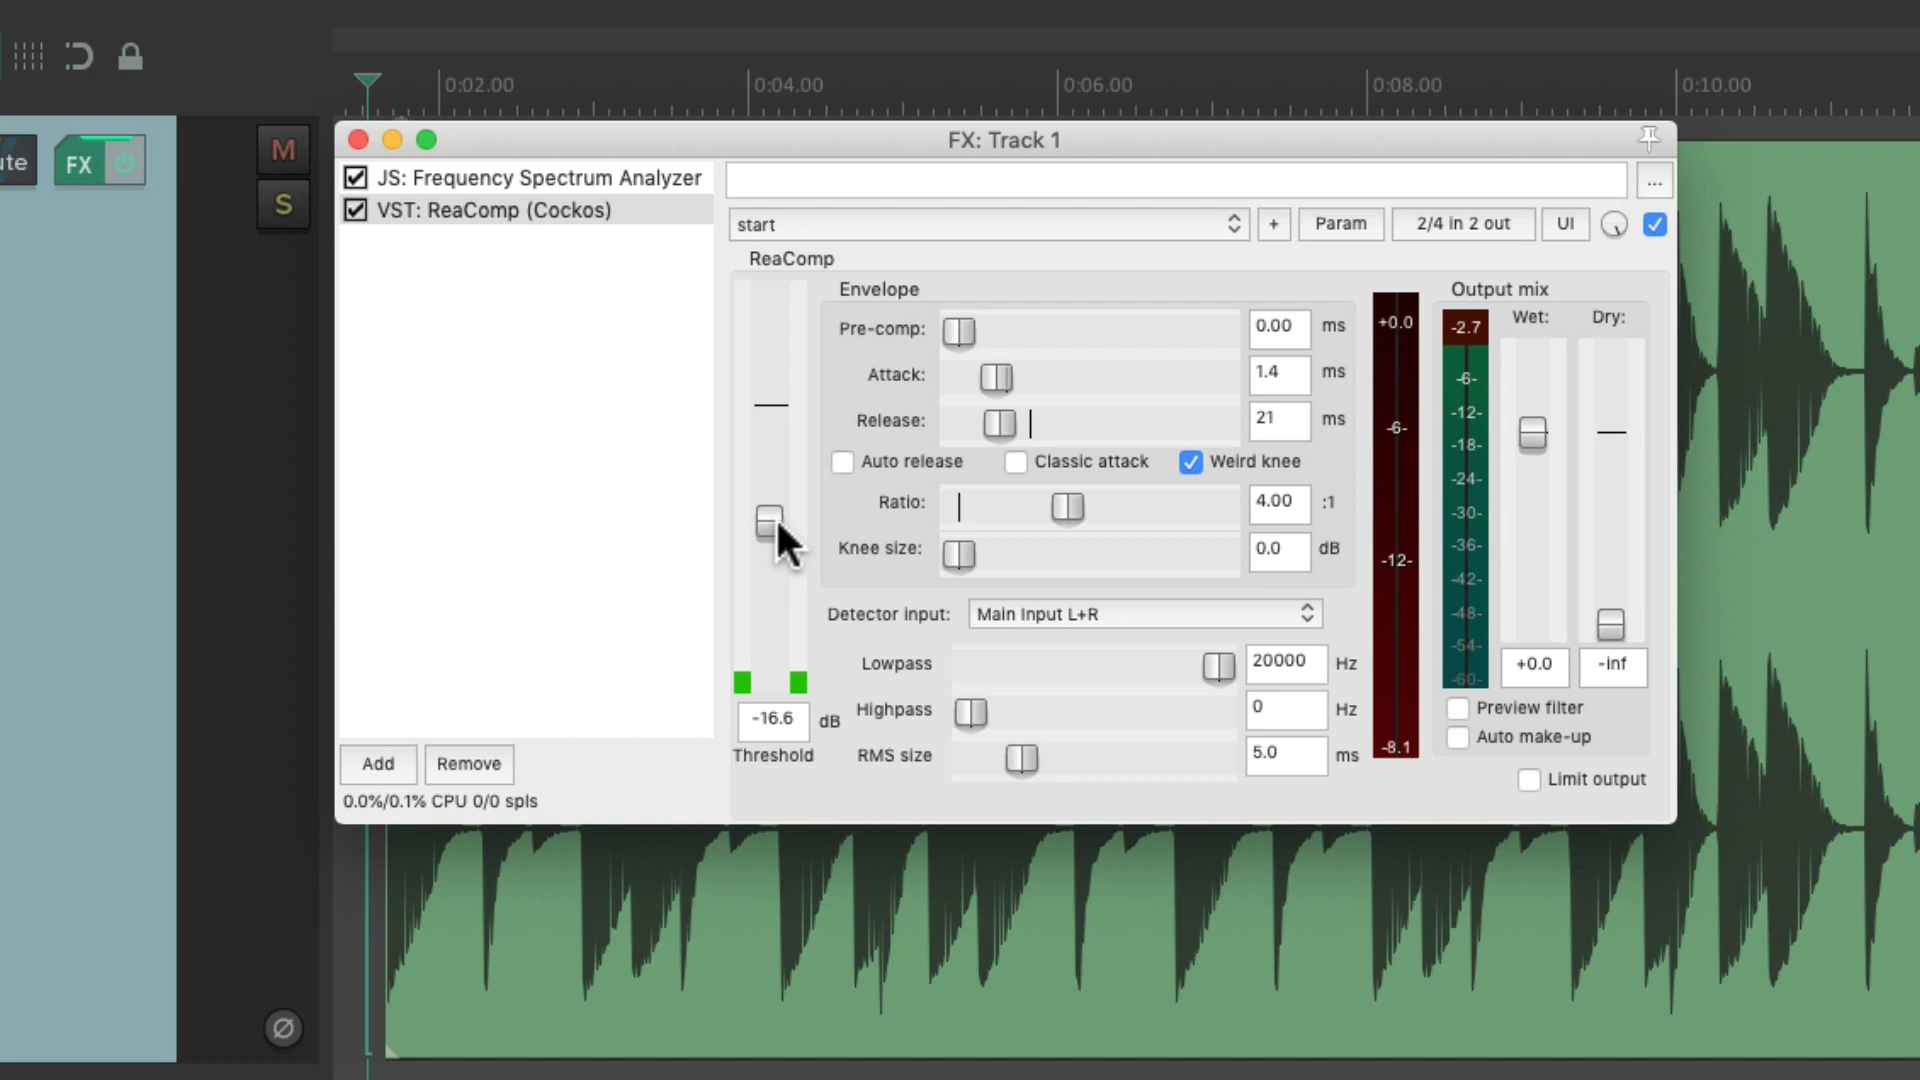 0:02.00 0:04.00 0:06.00 0:08.00 0:10.00
FX: Track 1
ute FX M
S
JS: Frequency Spectrum Analyzer
VST: ReaComp (Cockos)
...
start + Param 2/4 in 2 out UI
ReaComp
Envelope
Pre-comp: 0.00 ms
Attack: 1.4 ms
Release: 21 ms
Auto release Classic attack Weird knee
Ratio: 4.00 :1
Knee size: 0.0 dB
Detector input: Main Input L+R
Lowpass 20000 Hz
Highpass 0 Hz
RMS size 5.0 ms
-16.6 dB
Threshold
+0.0
-6-
-12-
-8.1
Output mix
Wet: Dry:
-2.7
-6-
-12-
-18-
-24-
-30-
-36-
-42-
-48-
-54-
-60-
+0.0 -inf
Preview filter
Auto make-up
Limit output
Add Remove
0.0%/0.1% CPU 0/0 spls